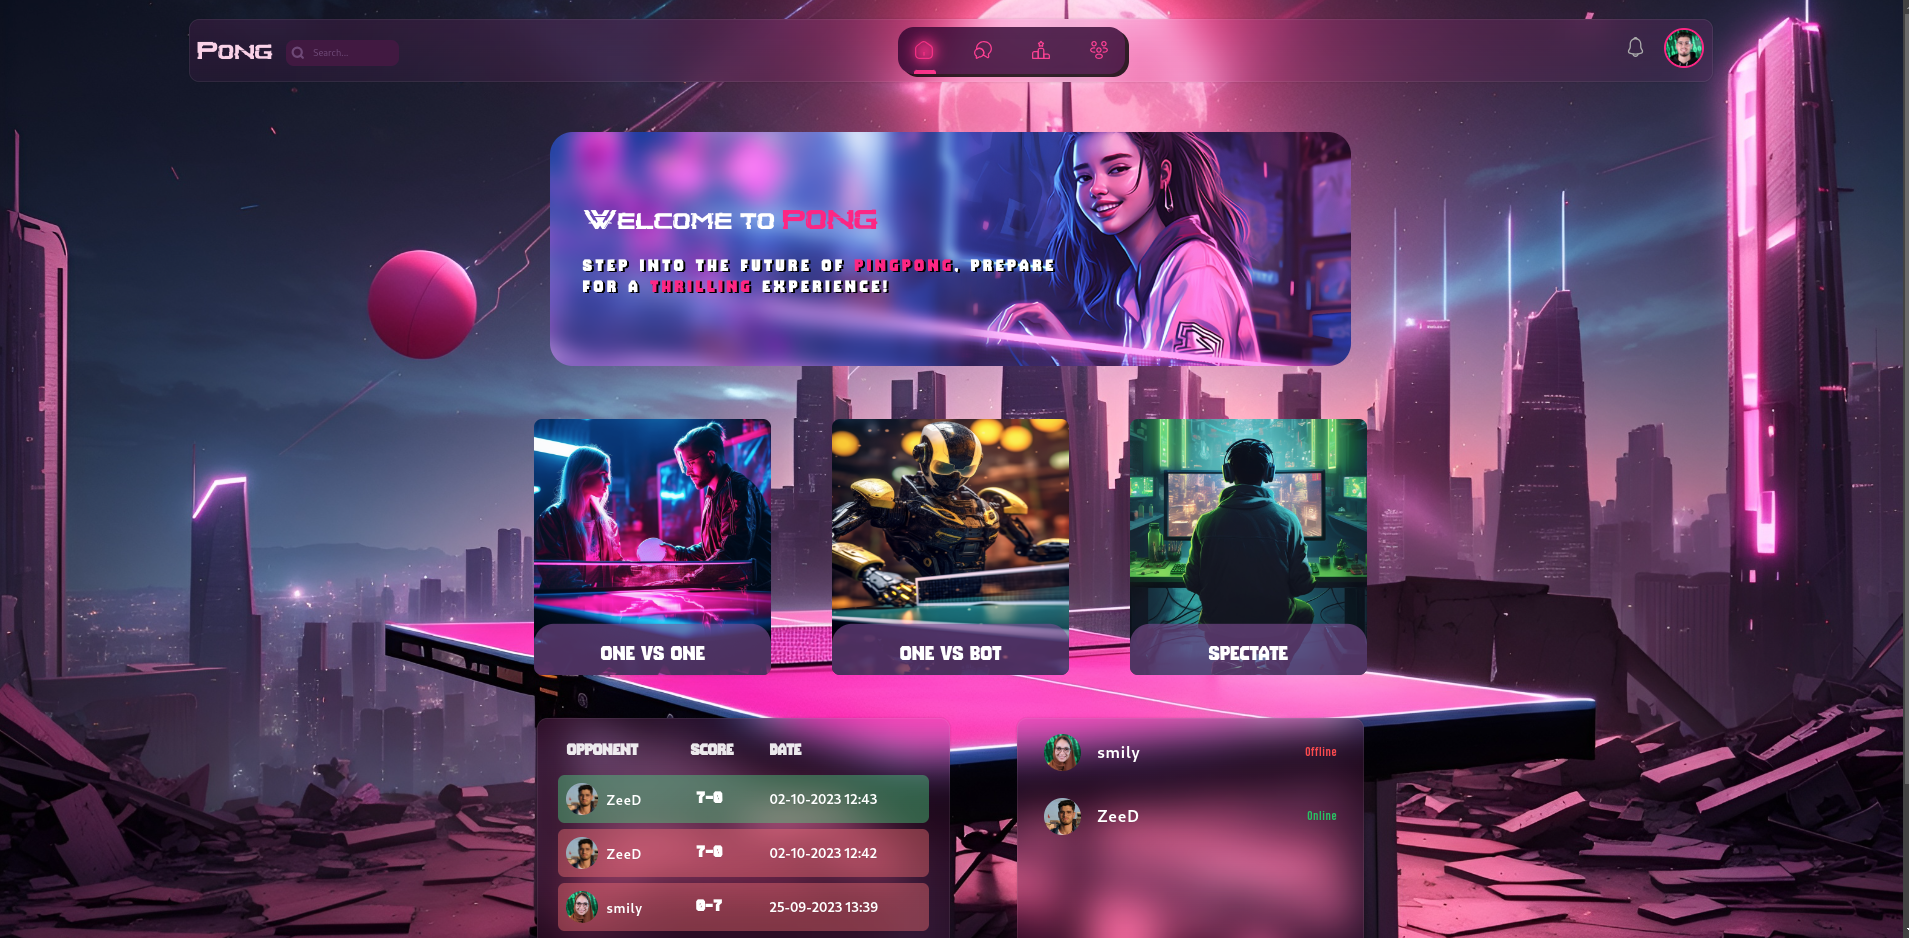 PONG
Search...
WELCOME TO PONG
STEP INTO THE FUTURE OF PINGPONG, PREPARE
FOR A THRILLING EXPERIENCE!
ONE VS ONE
ONE VS BOT
SPECTATE
OPPONENT SCORE DATE
ZeeD 7-0 02-10-2023 12:43
ZeeD 7-0 02-10-2023 12:42
smily 0-7 25-09-2023 13:39
smily Offline
ZeeD Online